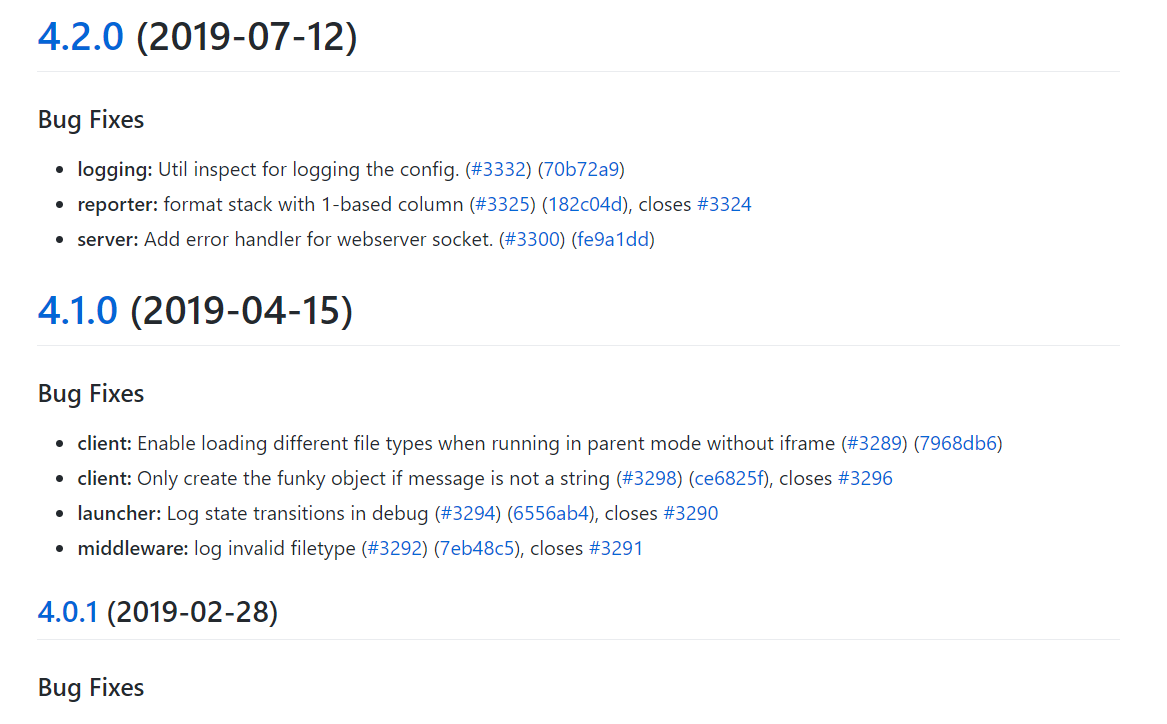 4.2.0 (2019-07-12)
Bug Fixes
logging: Util inspect for logging the config. (#3332) (70b72a9)
reporter: format stack with 1-based column (#3325) (182c04d), closes #3324
server: Add error handler for webserver socket. (#3300) (fe9a1dd)
4.1.0 (2019-04-15)
Bug Fixes
client: Enable loading different file types when running in parent mode without iframe (#3289) (7968db6)
client: Only create the funky object if message is not a string (#3298) (ce6825f), closes #3296
launcher: Log state transitions in debug (#3294) (6556ab4), closes #3290
middleware: log invalid filetype (#3292) (7eb48c5), closes #3291
4.0.1 (2019-02-28)
Bug Fixes